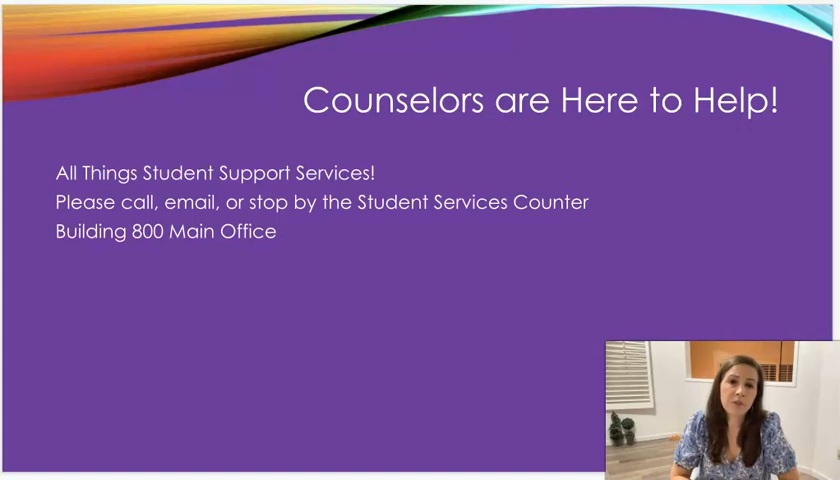 Counselors are Here to Help!
All Things Student Support Services!
Please call, email, or stop by the Student Services Counter
Building 800 Main Office